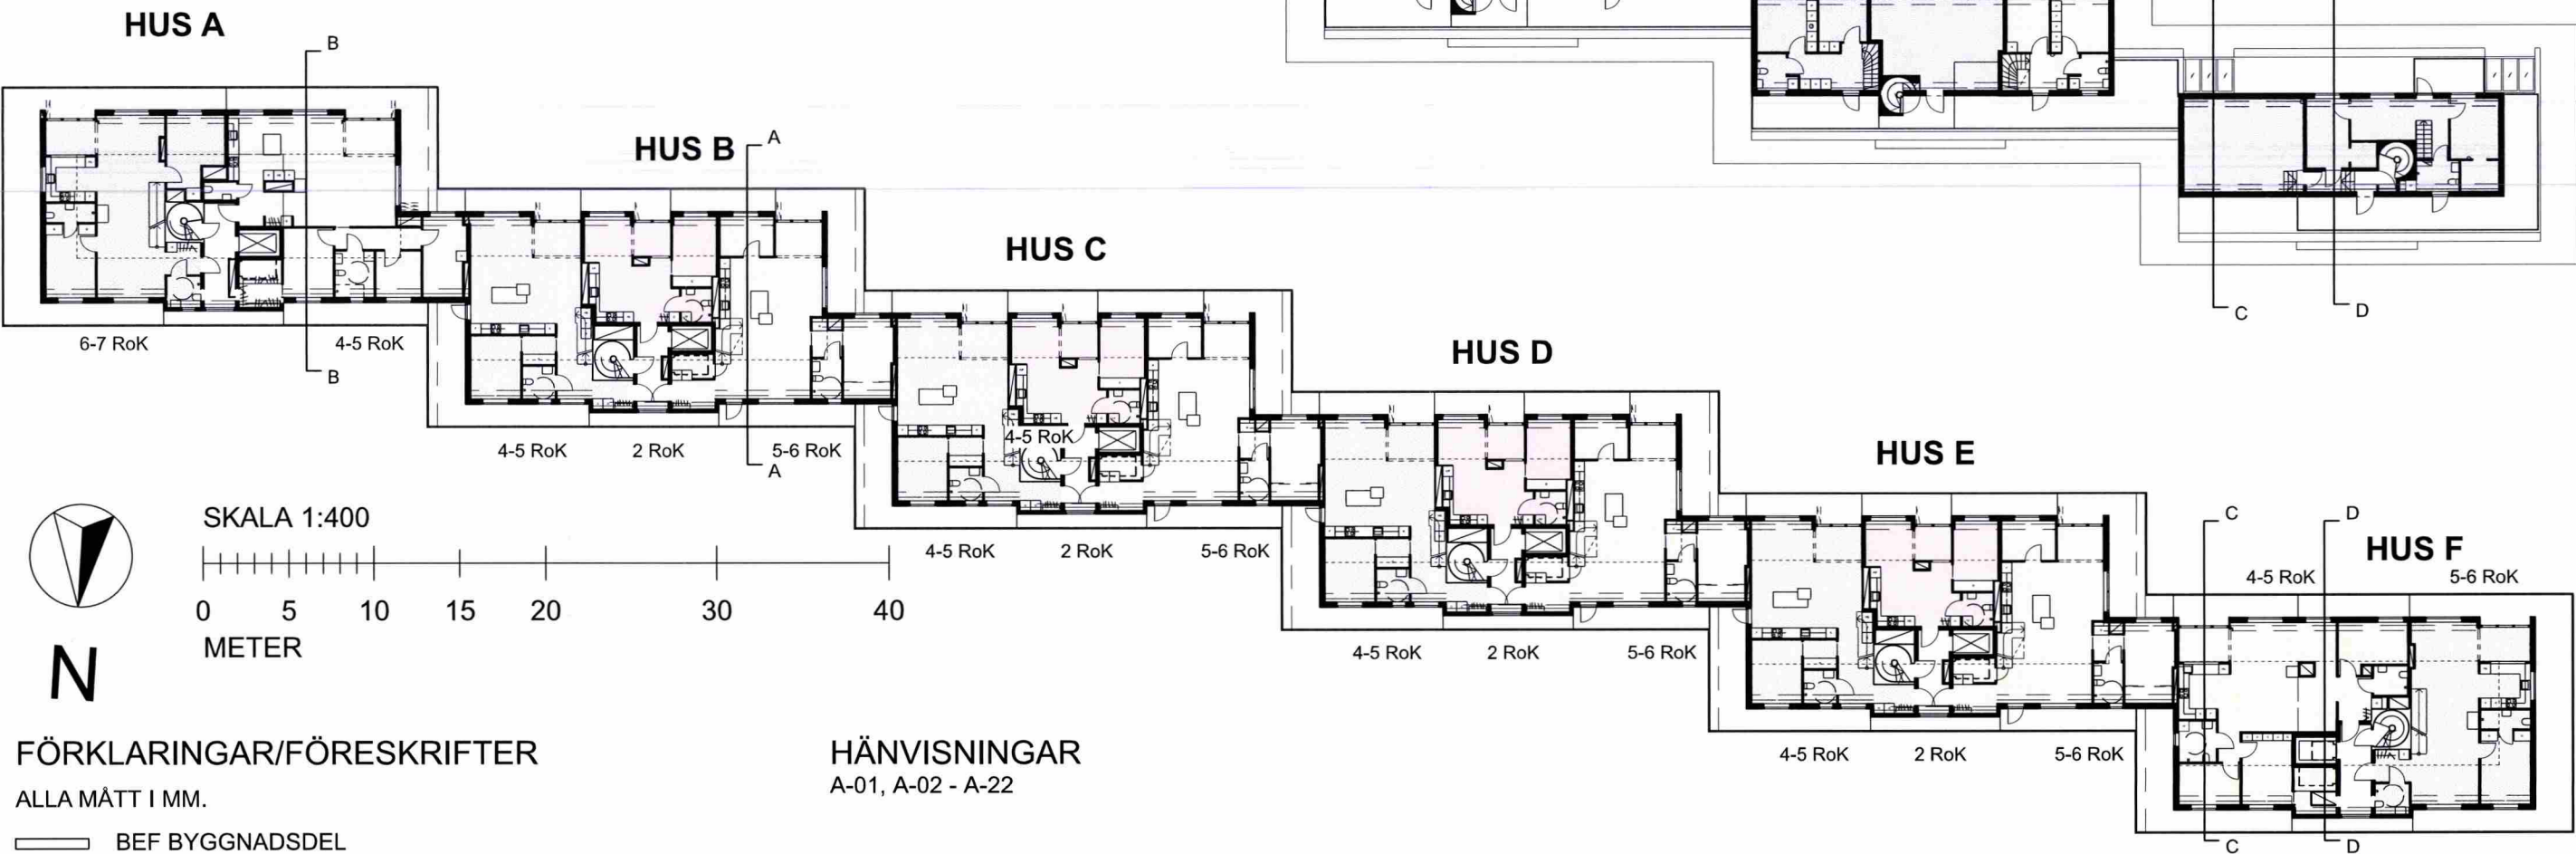 HUS A
B
HUS B
A
HUS C
HUS D
HUS E
C
D
6-7 RoK
4-5 RoK
B
4-5 RoK
2 RoK
5-6 RoK
A
4-5 RoK
SKALA 1:400
0 5 10 15 20 30 40
METER
N
4-5 RoK
2 RoK
5-6 RoK
4-5 RoK
2 RoK
5-6 RoK
C
D
HUS F
4-5 RoK
5-6 RoK
4-5 RoK
2 RoK
5-6 RoK
C
D
FÖRKLARINGAR/FÖRESKRIFTER
ALLA MÅTT I MM.
BEF BYGGNADSDEL
HÄNVISNINGAR
A-01, A-02 - A-22